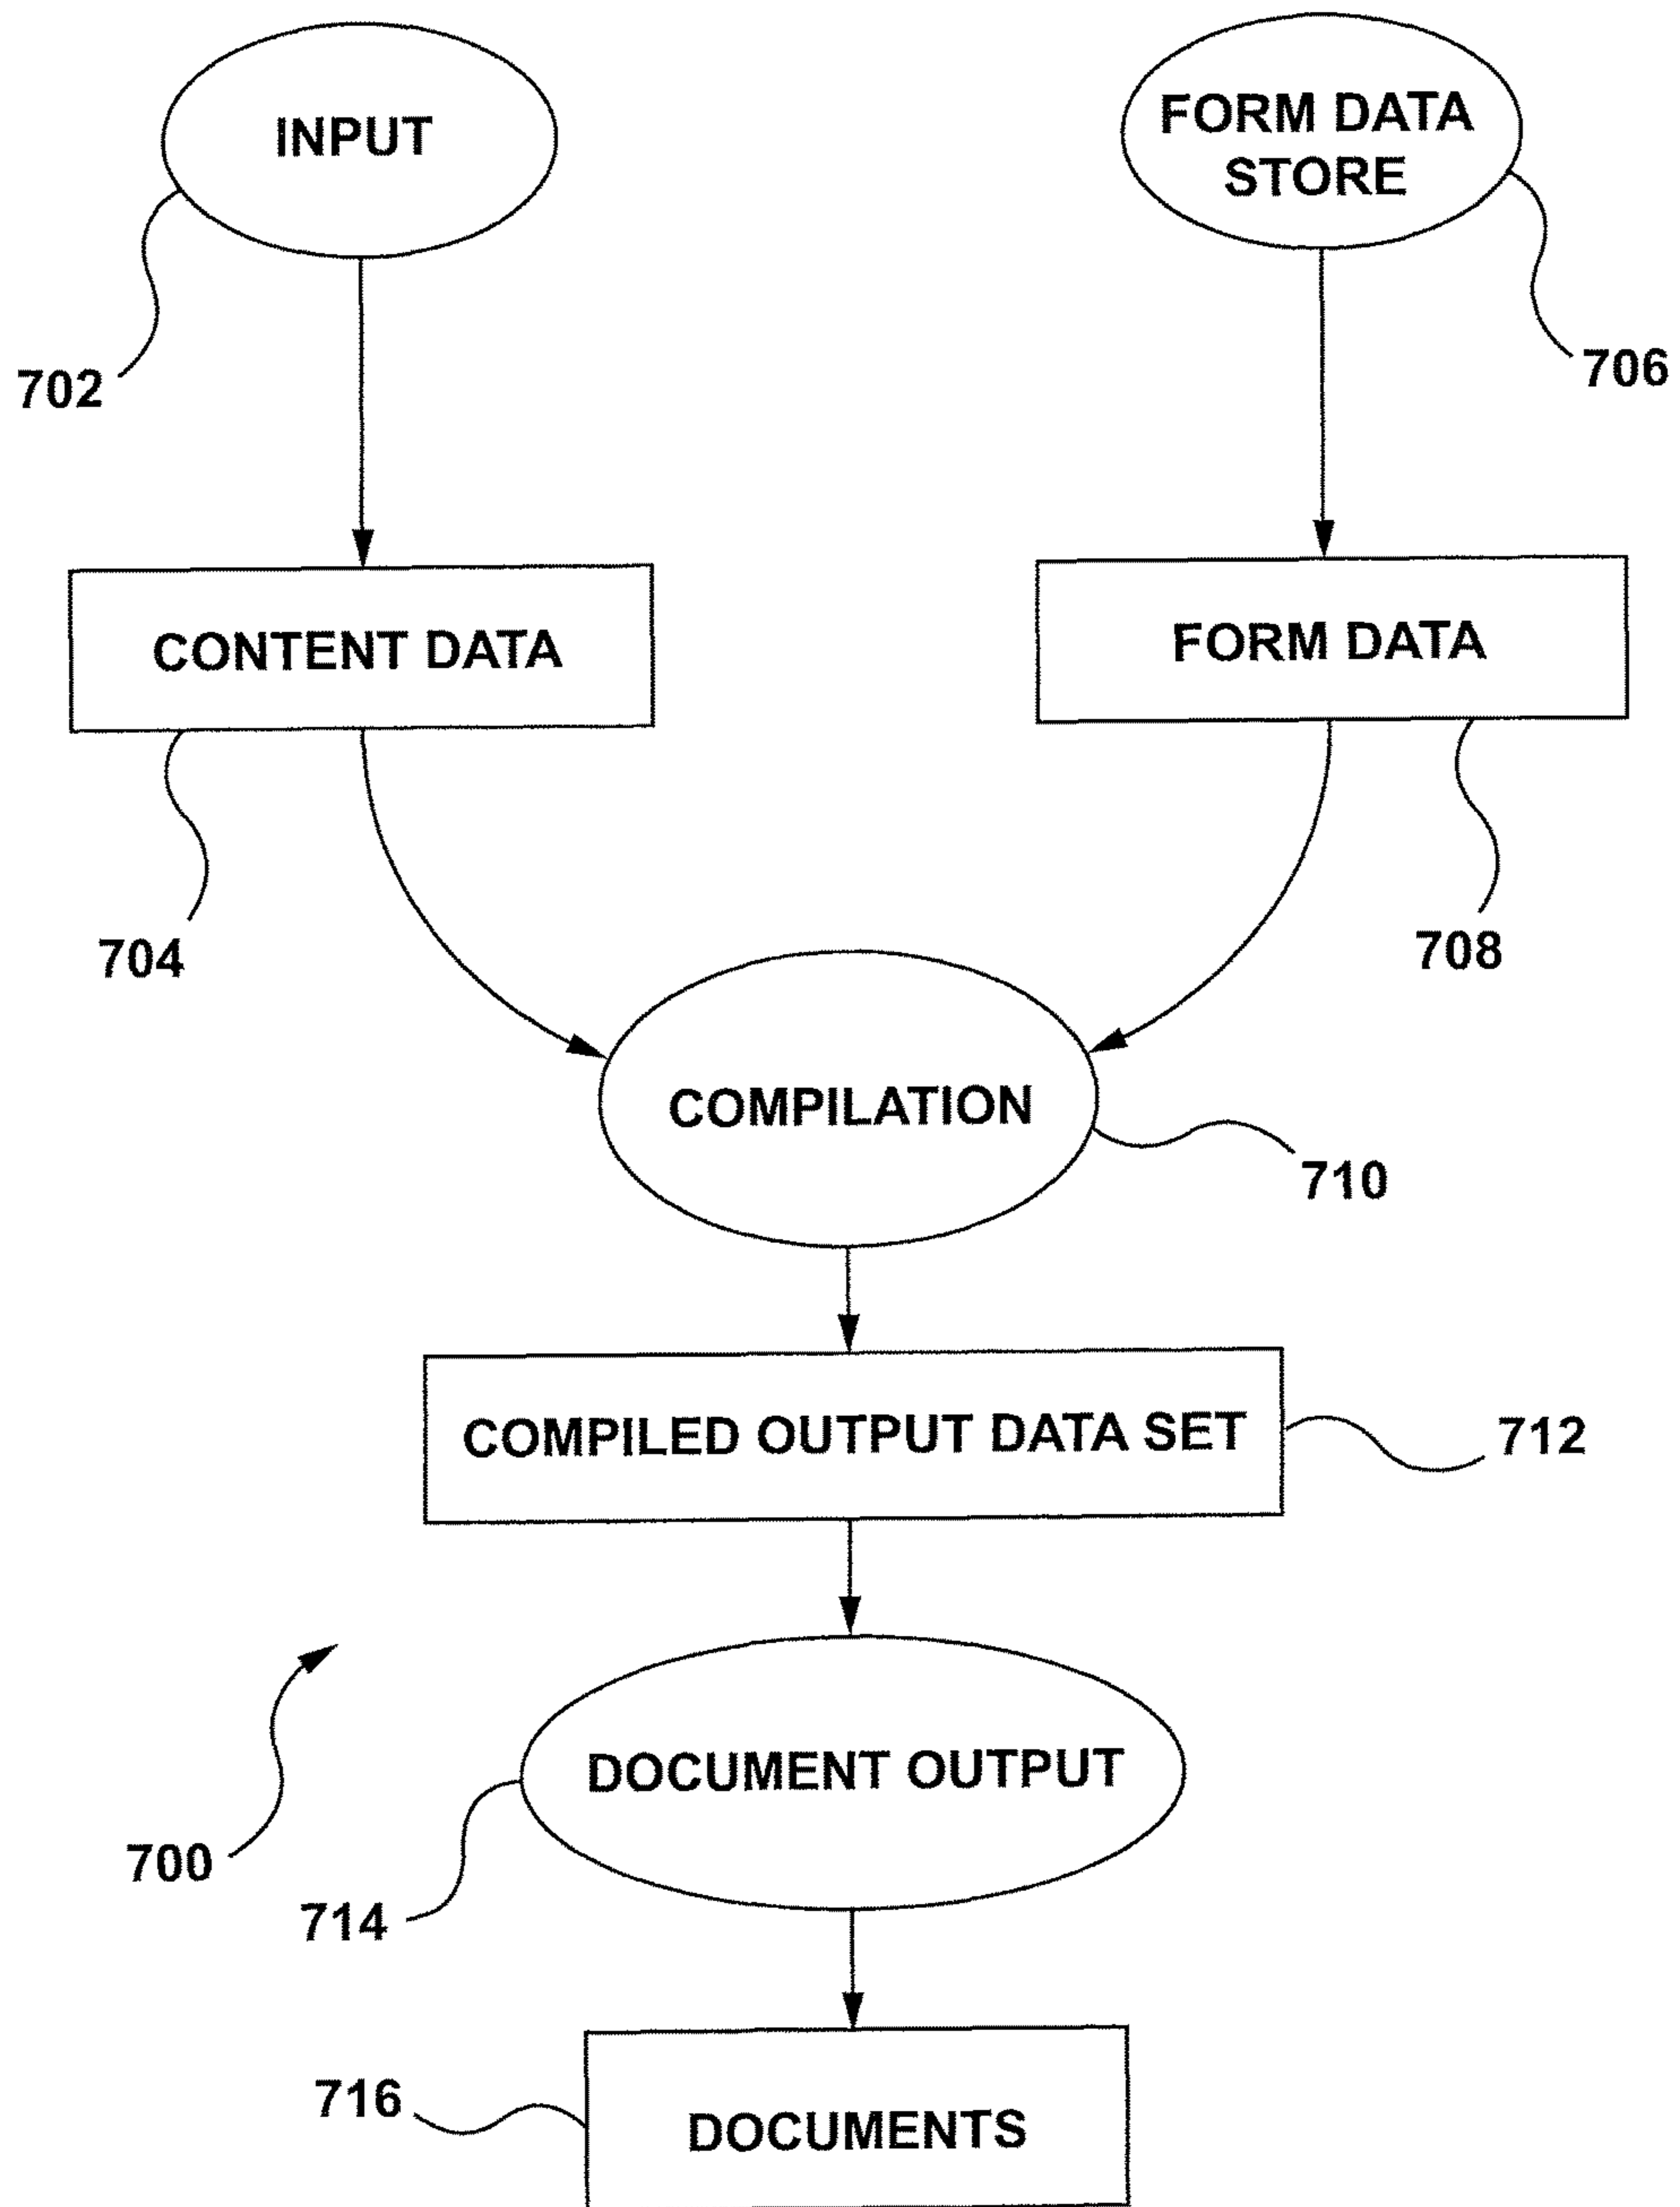 INPUT
FORM DATA
STORE
702
706
CONTENT DATA
FORM DATA
704
708
COMPILATION
710
COMPILED OUTPUT DATA SET
712
DOCUMENT OUTPUT
700
714
716
DOCUMENTS